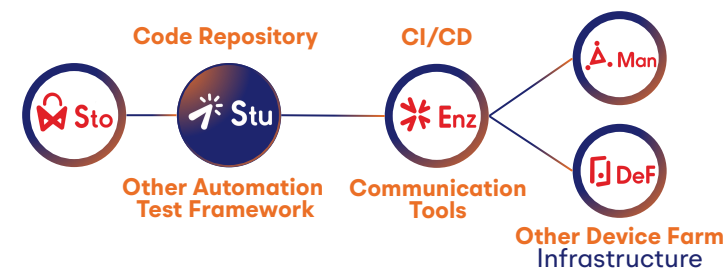 Code Repository
CI/CD
Man
Sto
Stu
Enz
DeF
Other Automation
Test Framework
Communication
Tools
Other Device Farm
Infrastructure